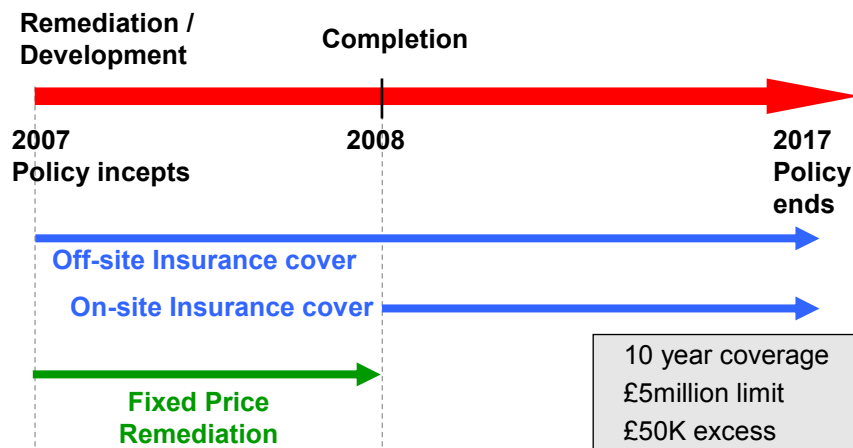 Remediation /
Development
Completion
2007
Policy incepts
2008
2017
Policy
ends
Off-site Insurance cover
On-site Insurance cover
Fixed Price
Remediation
10 year coverage
£5million limit
£50K excess